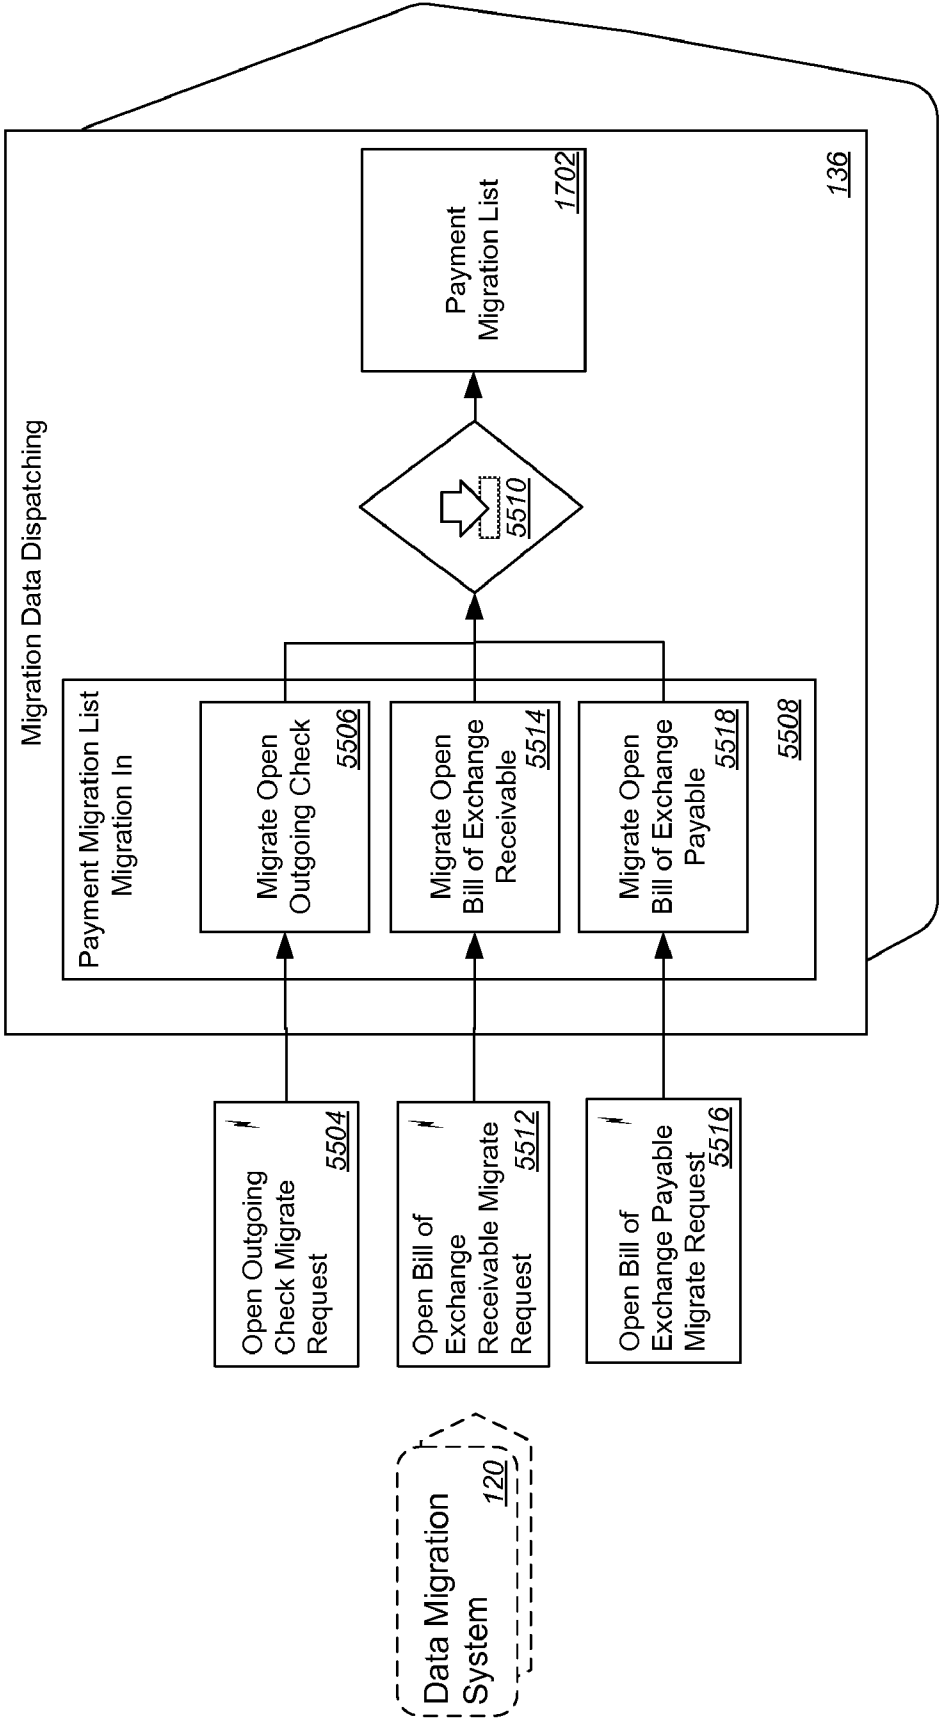 Migration Data Dispatching
Payment Migration List
Migration In
Data Migration
System
120
Open Outgoing
Check Migrate
Request
5504
Migrate Open
Outgoing Check
5506
Open Bill of
Exchange
Receivable Migrate
Request
5512
Migrate Open
Bill of Exchange
Receivable
5514
Open Bill of
Exchange Payable
Migrate Request
5516
Migrate Open
Bill of Exchange
Payable
5518
5508
5510
Payment
Migration List
1702
136